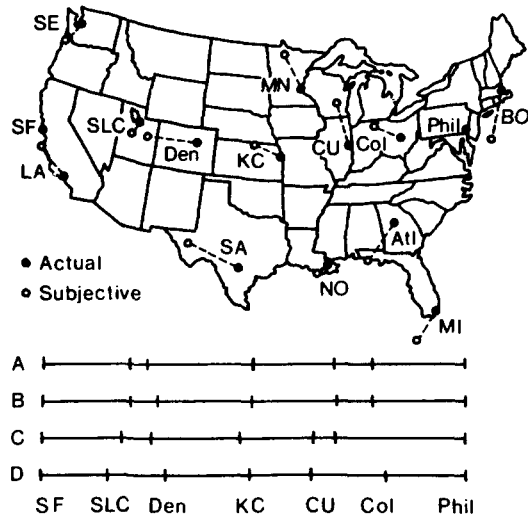 SE
MN
BO
SF
SLC
Den
KC
CU
Col
Phil
LA
SA
Atl
Actual
Subjective
NO
MI
A
B
C
D
SF SLC Den KC CU Col Phil